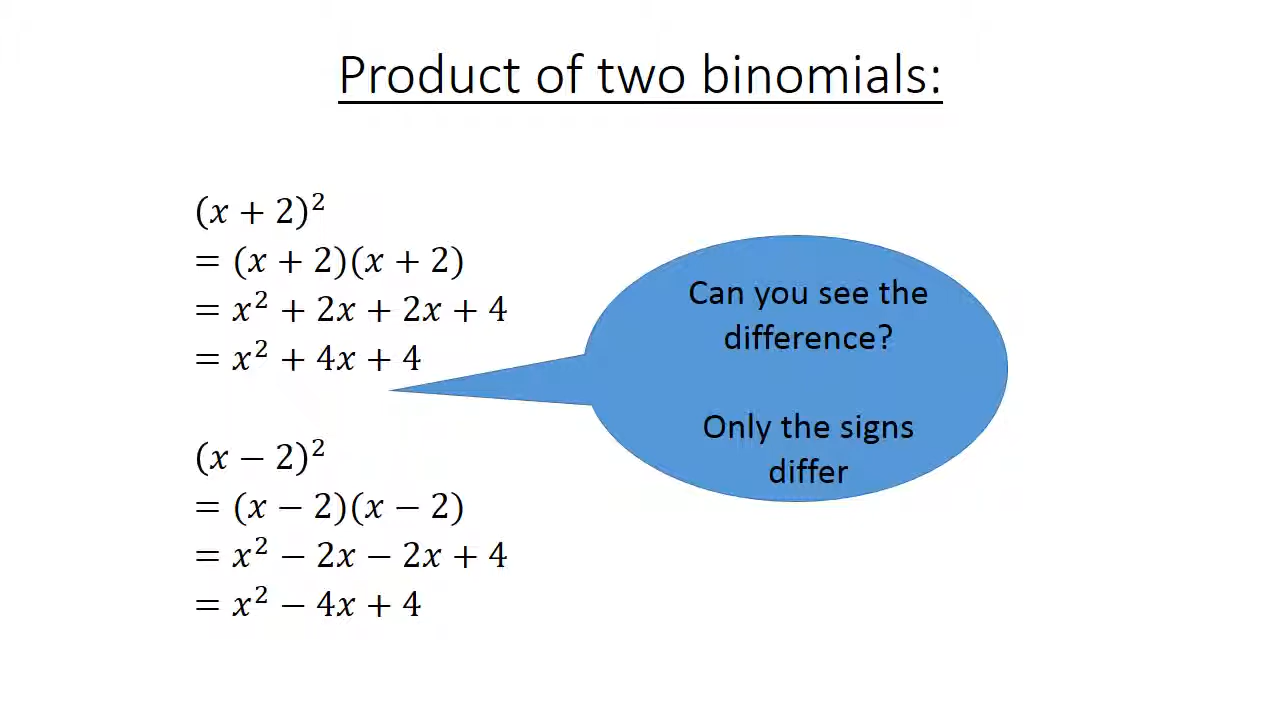 Product of two binomials:
(x + 2)²
= (x + 2)(x + 2)
= x² + 2x + 2x + 4
= x² + 4x + 4
(x − 2)²
= (x − 2)(x − 2)
= x² − 2x − 2x + 4
= x² − 4x + 4
Can you see the
difference?
Only the signs
differ